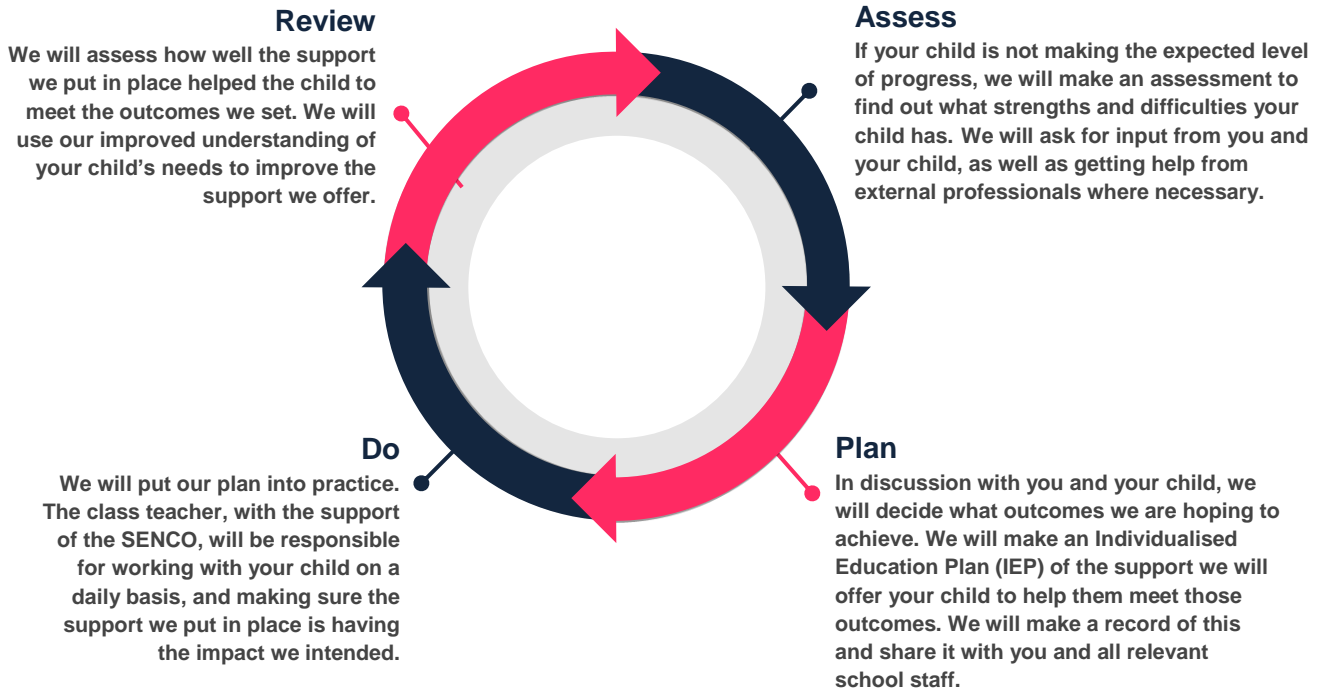 Review
We will assess how well the support
we put in place helped the child to
meet the outcomes we set. We will
use our improved understanding of
your child’s needs to improve the
support we offer.
Assess
If your child is not making the expected level
of progress, we will make an assessment to
find out what strengths and difficulties your
child has. We will ask for input from you and
your child, as well as getting help from
external professionals where necessary.
Do
We will put our plan into practice.
The class teacher, with the support
of the SENCO, will be responsible
for working with your child on a
daily basis, and making sure the
support we put in place is having
the impact we intended.
Plan
In discussion with you and your child, we
will decide what outcomes we are hoping to
achieve. We will make an Individualised
Education Plan (IEP) of the support we will
offer your child to help them meet those
outcomes. We will make a record of this
and share it with you and all relevant
school staff.